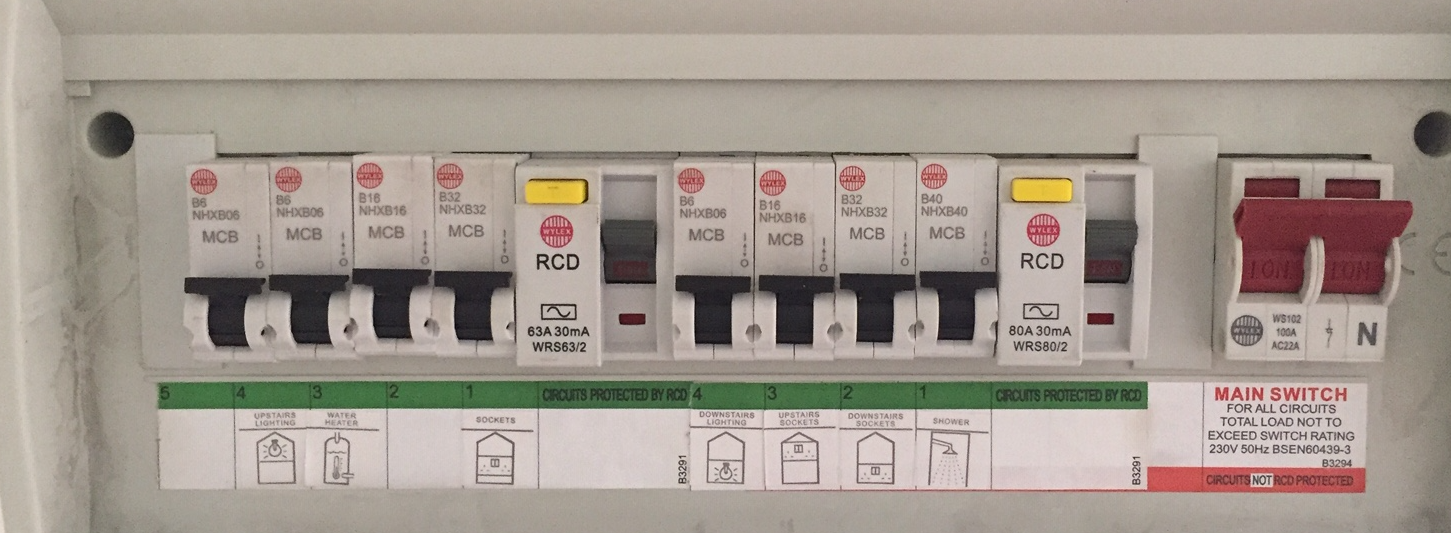 WYLEX
B6
NHXB06
MCB
WYLEX
B6
NHXB06
MCB
WYLEX
B16
NHXB16
MCB
WYLEX
B32
NHXB32
MCB
WYLEX
RCD
63A 30mA
WRS63/2
WYLEX
B6
NHXB06
MCB
WYLEX
B16
NHXB16
MCB
WYLEX
B32
NHXB32
MCB
WYLEX
B40
NHXB40
MCB
WYLEX
RCD
80A 30mA
WRS80/2
I ON
I ON
WYLEX
WS102
100A
AC22A
N
5
4
UPSTAIRS
LIGHTING
3
WATER
HEATER
2
1
SOCKETS
CIRCUITS PROTECTED BY RCD
B3291
4
DOWNSTAIRS
LIGHTING
3
UPSTAIRS
SOCKETS
2
DOWNSTAIRS
SOCKETS
1
SHOWER
CIRCUITS PROTECTED BY RCD
B3291
MAIN SWITCH
FOR ALL CIRCUITS
TOTAL LOAD NOT TO
EXCEED SWITCH RATING
230V 50Hz BSEN60439-3
B3294
CIRCUITS NOT RCD PROTECTED